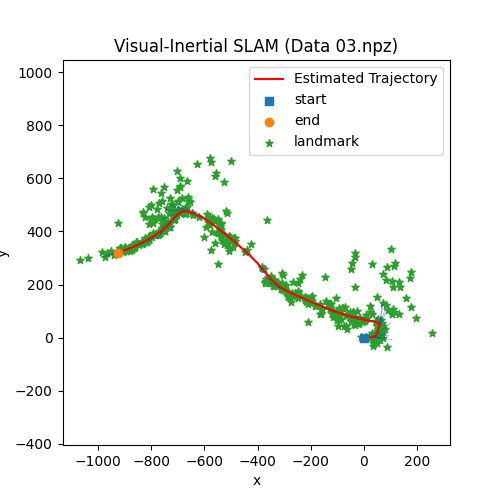 Visual-Inertial SLAM (Data 03.npz)
Estimated Trajectory
start
end
landmark
1000
800
600
400
200
0
−200
−400
y
−1000 −800 −600 −400 −200 0 200
x